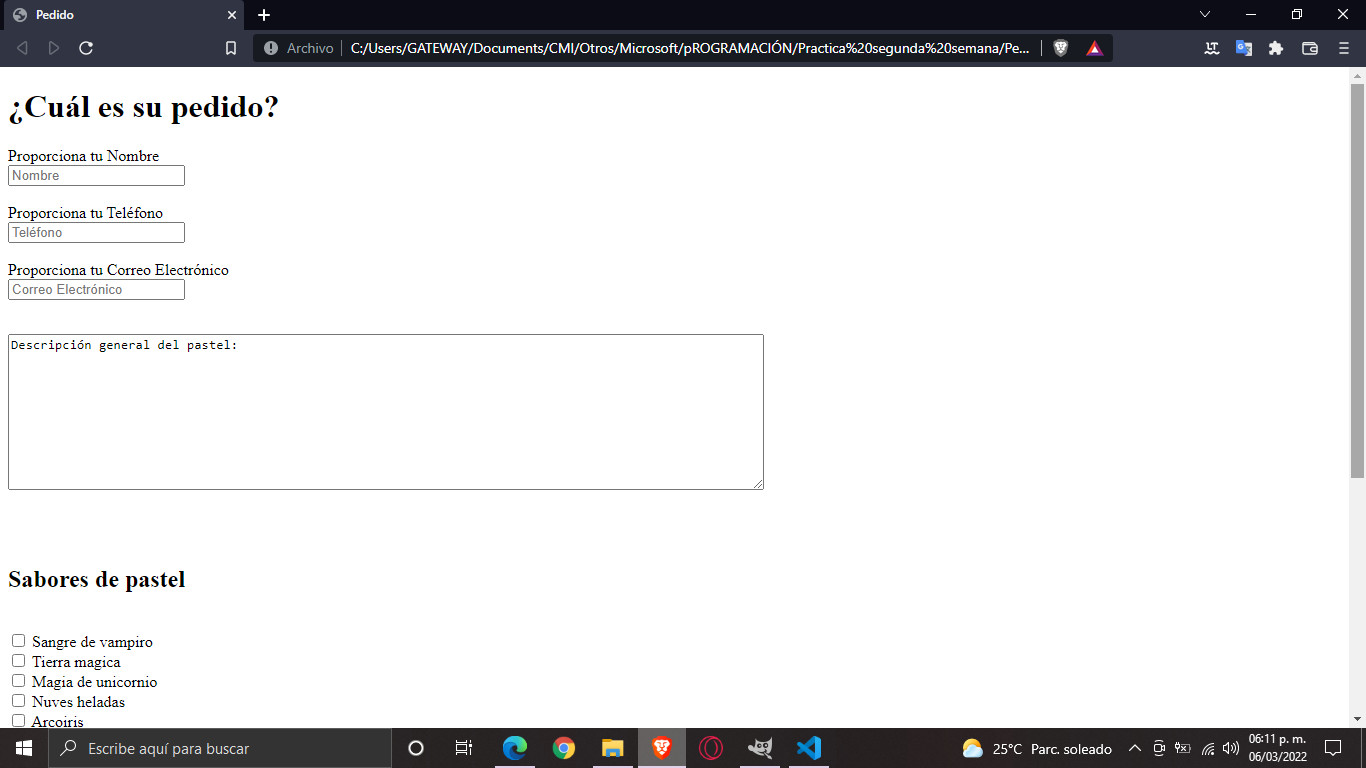 Pedido
Archivo C:/Users/GATEWAY/Documents/CMI/Otros/Microsoft/pROGRAMACIÓN/Practica%20segunda%20semana/Pe...
¿Cuál es su pedido?
Proporciona tu Nombre
Nombre
Proporciona tu Teléfono
Teléfono
Proporciona tu Correo Electrónico
Correo Electrónico
Descripción general del pastel:
Sabores de pastel
Sangre de vampiro
Tierra magica
Magia de unicornio
Nuves heladas
Arcoiris
Escribe aquí para buscar
25°C Parc. soleado
06:11 p. m.
06/03/2022